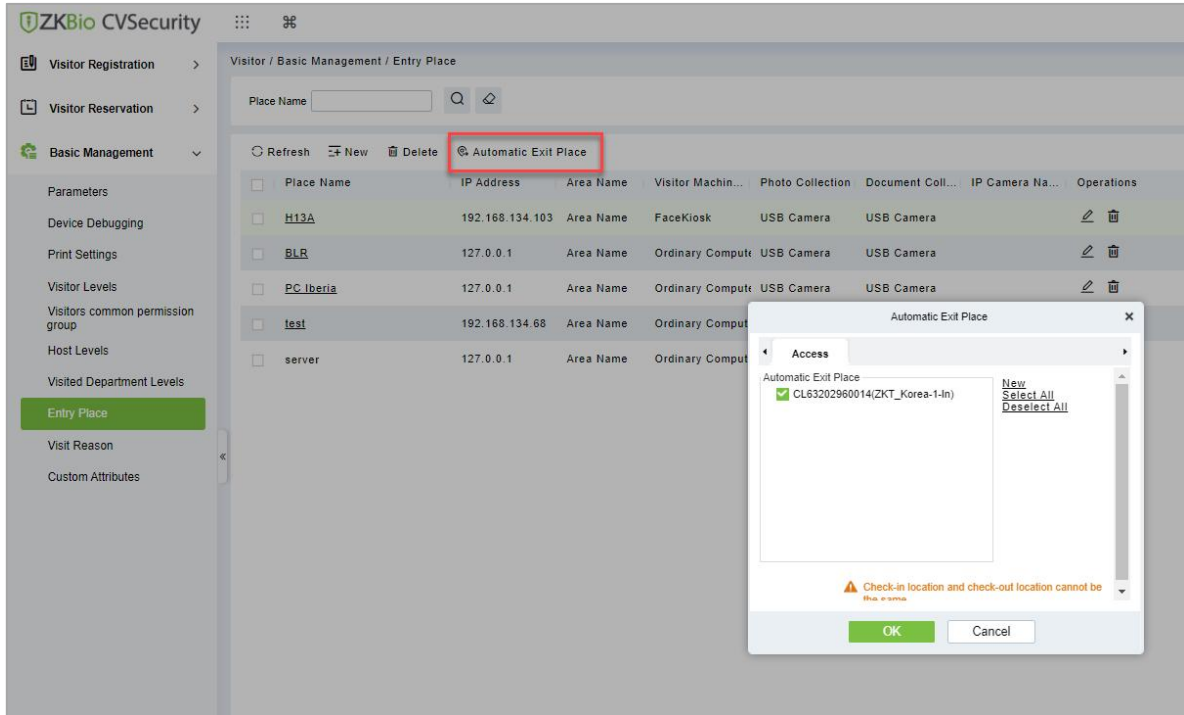 ZKBio CVSecurity
Visitor Registration
Visitor Reservation
Basic Management
Parameters
Device Debugging
Print Settings
Visitor Levels
Visitors common permission
group
Host Levels
Visited Department Levels
Entry Place
Visit Reason
Custom Attributes
Visitor / Basic Management / Entry Place
Place Name
Refresh New Delete Automatic Exit Place
Place Name IP Address Area Name Visitor Machin... Photo Collection Document Coll... IP Camera Na... Operations
H13A 192.168.134.103 Area Name FaceKiosk USB Camera USB Camera
BLR 127.0.0.1 Area Name Ordinary Compute USB Camera USB Camera
PC Iberia 127.0.0.1 Area Name Ordinary Compute USB Camera USB Camera
test 192.168.134.68 Area Name Ordinary Comput
server 127.0.0.1 Area Name Ordinary Comput
Automatic Exit Place
Access
Automatic Exit Place
CL63202960014(ZKT_Korea-1-In)
New
Select All
Deselect All
Check-in location and check-out location cannot be
the same
OK Cancel